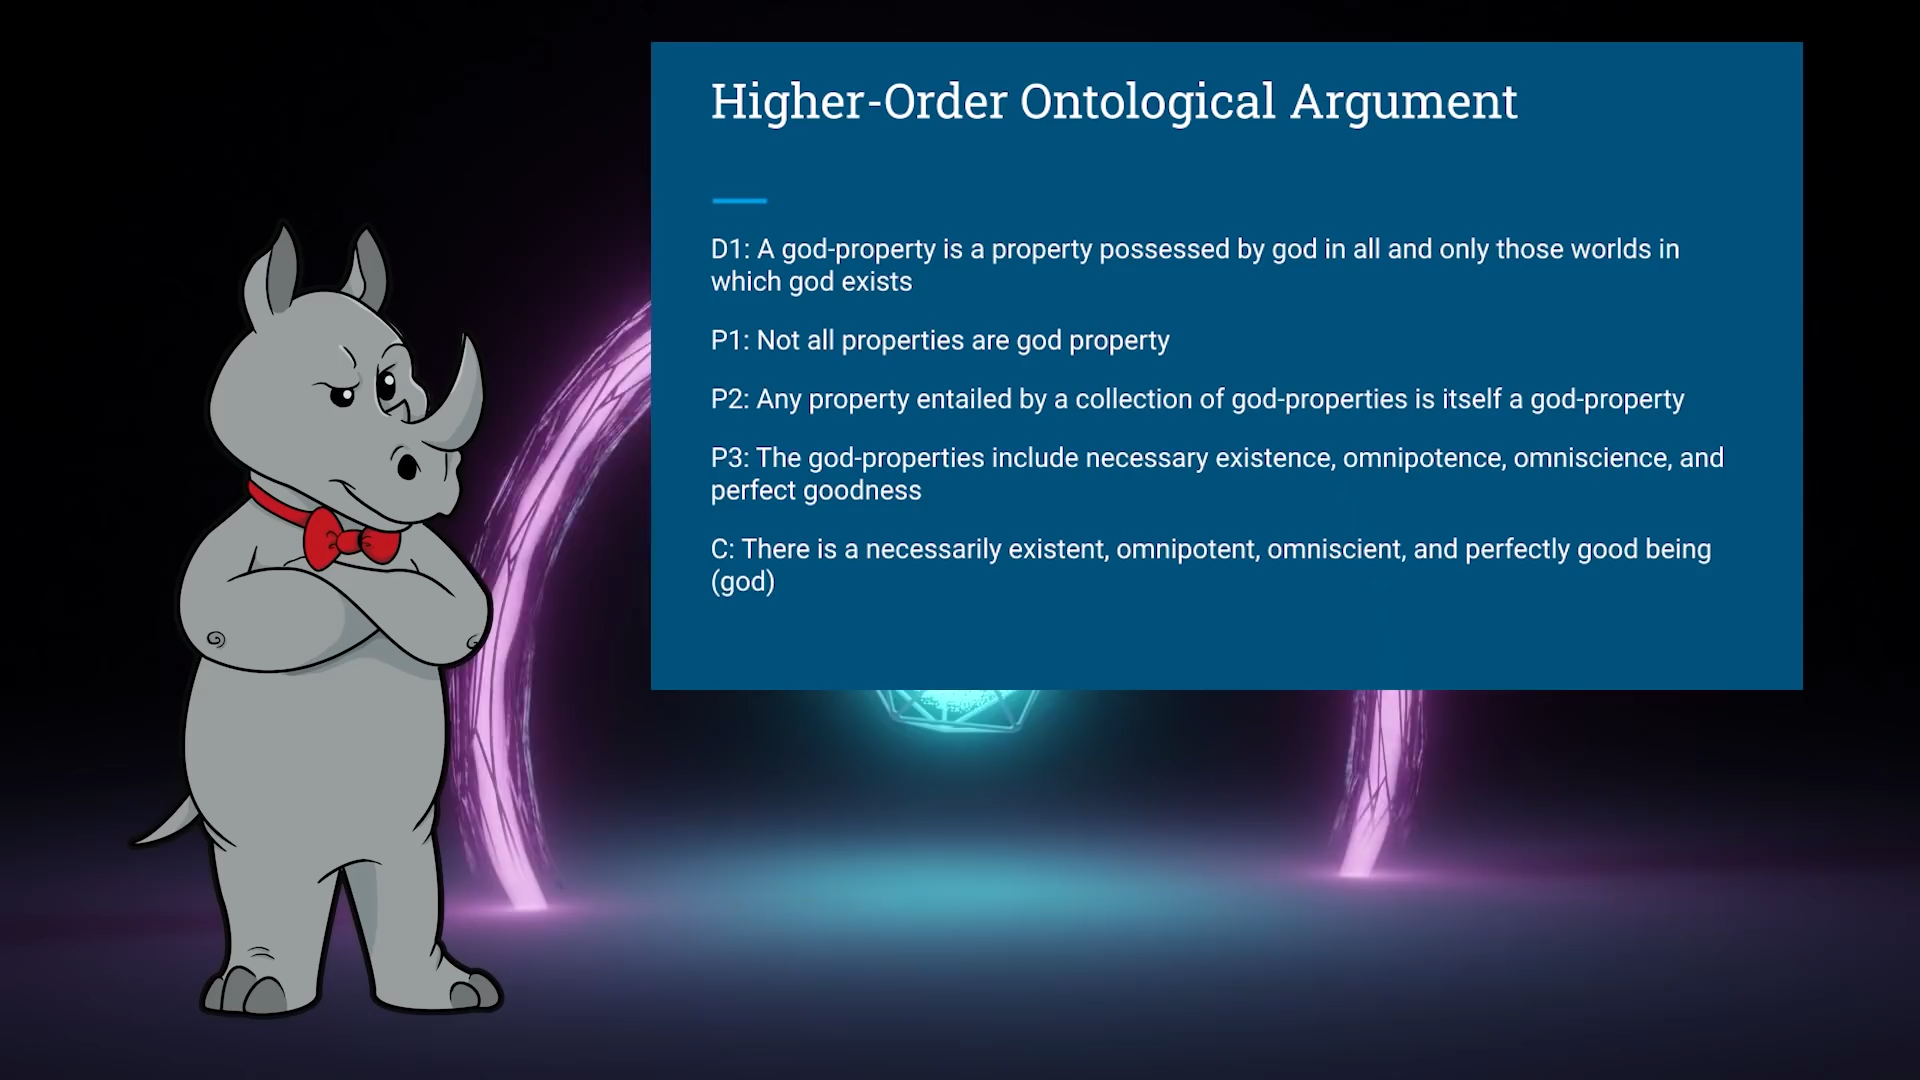 Higher-Order Ontological Argument
D1: A god-property is a property possessed by god in all and only those worlds in
which god exists
P1: Not all properties are god property
P2: Any property entailed by a collection of god-properties is itself a god-property
P3: The god-properties include necessary existence, omnipotence, omniscience, and
perfect goodness
C: There is a necessarily existent, omnipotent, omniscient, and perfectly good being
(god)